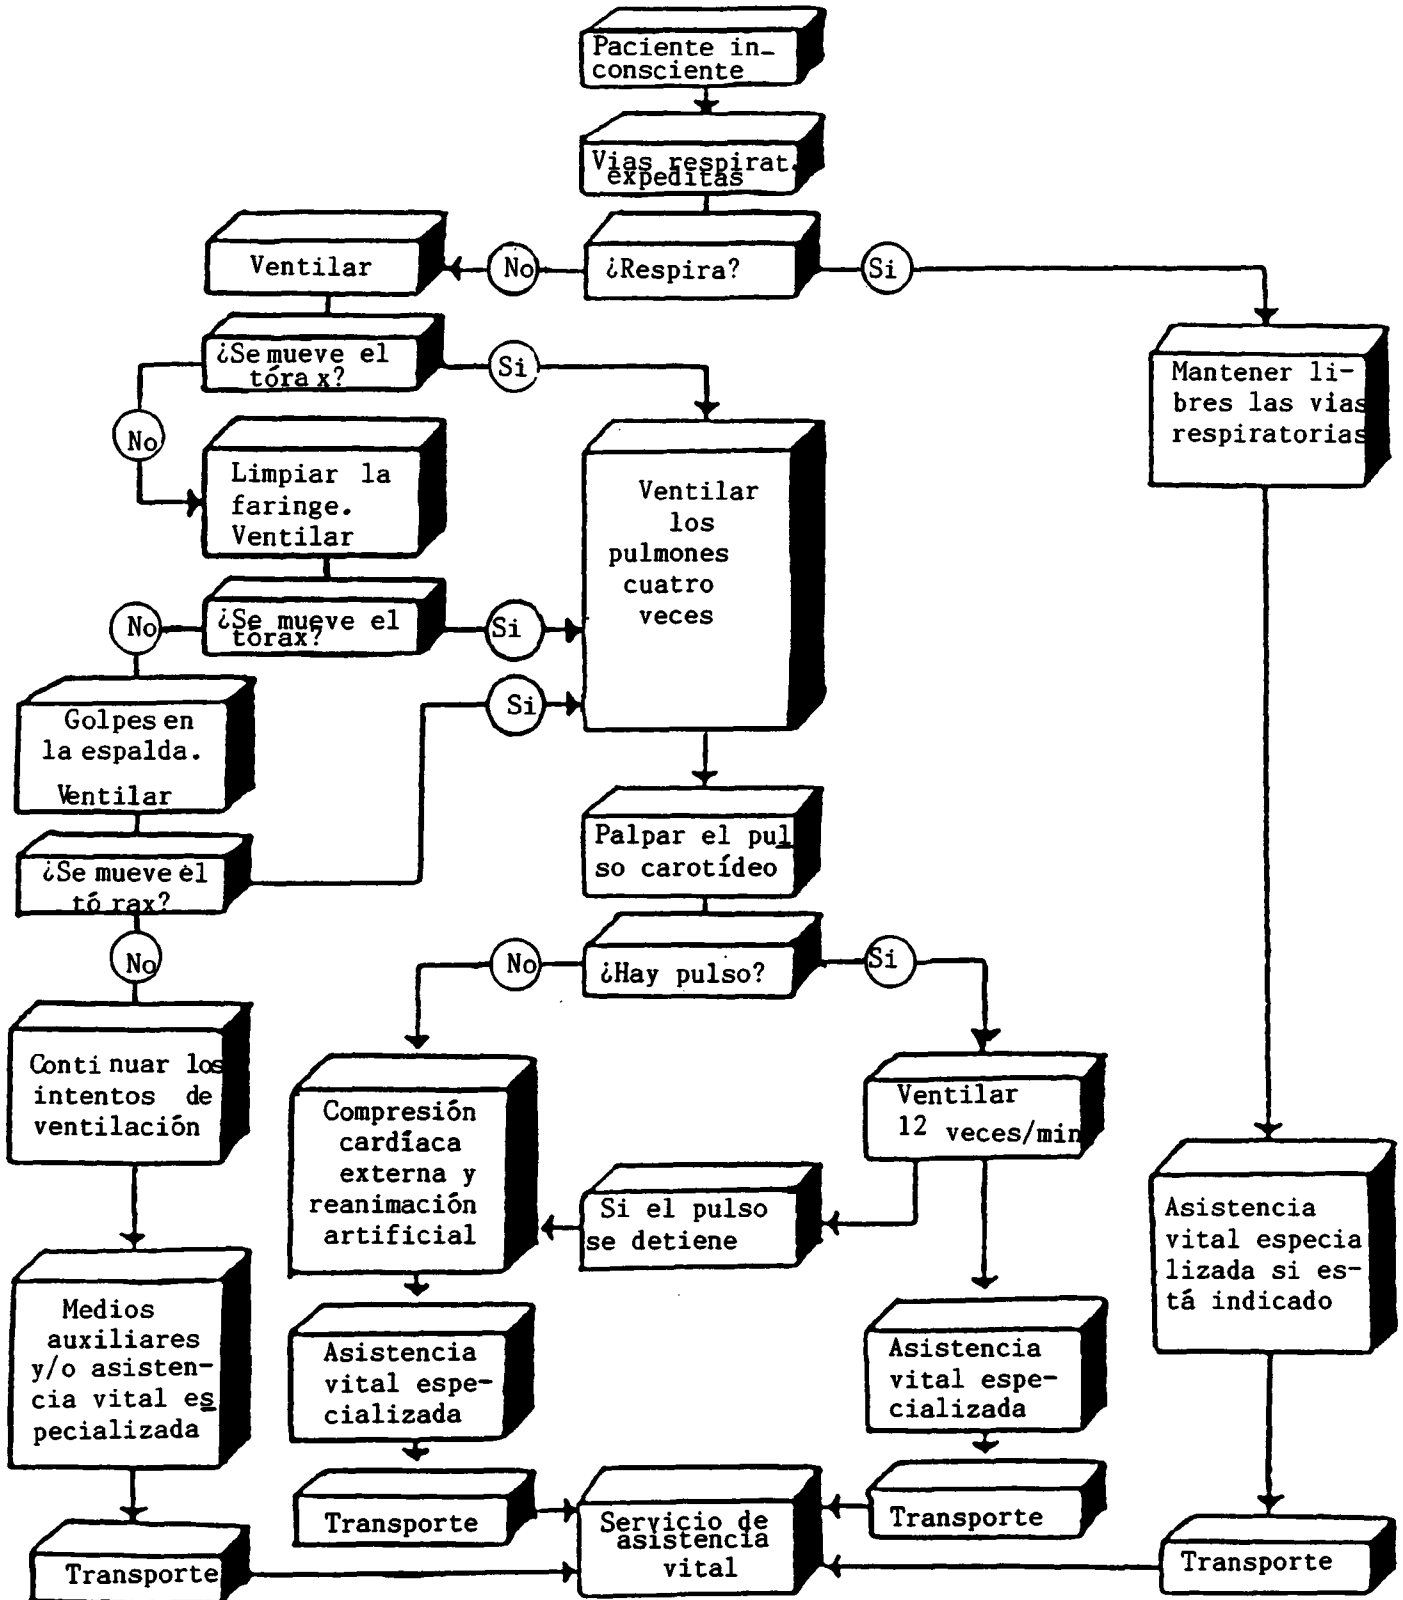 Paciente in-
consciente
Vias respirat.
expeditas
¿Respira?
No
Si
Ventilar
¿Se mueve el
tórax?
Si
No
Mantener li-
bres las vias
respiratorias
Limpiar la
faringe.
Ventilar
Ventilar
los
pulmones
cuatro
veces
¿Se mueve el
tórax?
No
Si
Golpes en
la espalda.
Ventilar
Si
¿Se mueve el
tórax?
No
Palpar el pul
so carotídeo
¿Hay pulso?
No
Si
Continuar los
intentos de
ventilación
Compresión
cardíaca
externa y
reanimación
artificial
Ventilar
12 veces/min
Si el pulso
se detiene
Asistencia
vital especia
lizada si es-
tá indicado
Medios
auxiliares
y/o asisten-
cia vital es
pecializada
Asistencia
vital espe-
cializada
Asistencia
vital espe-
cializada
Transporte
Transporte
Servicio de
asistencia
vital
Transporte
Transporte